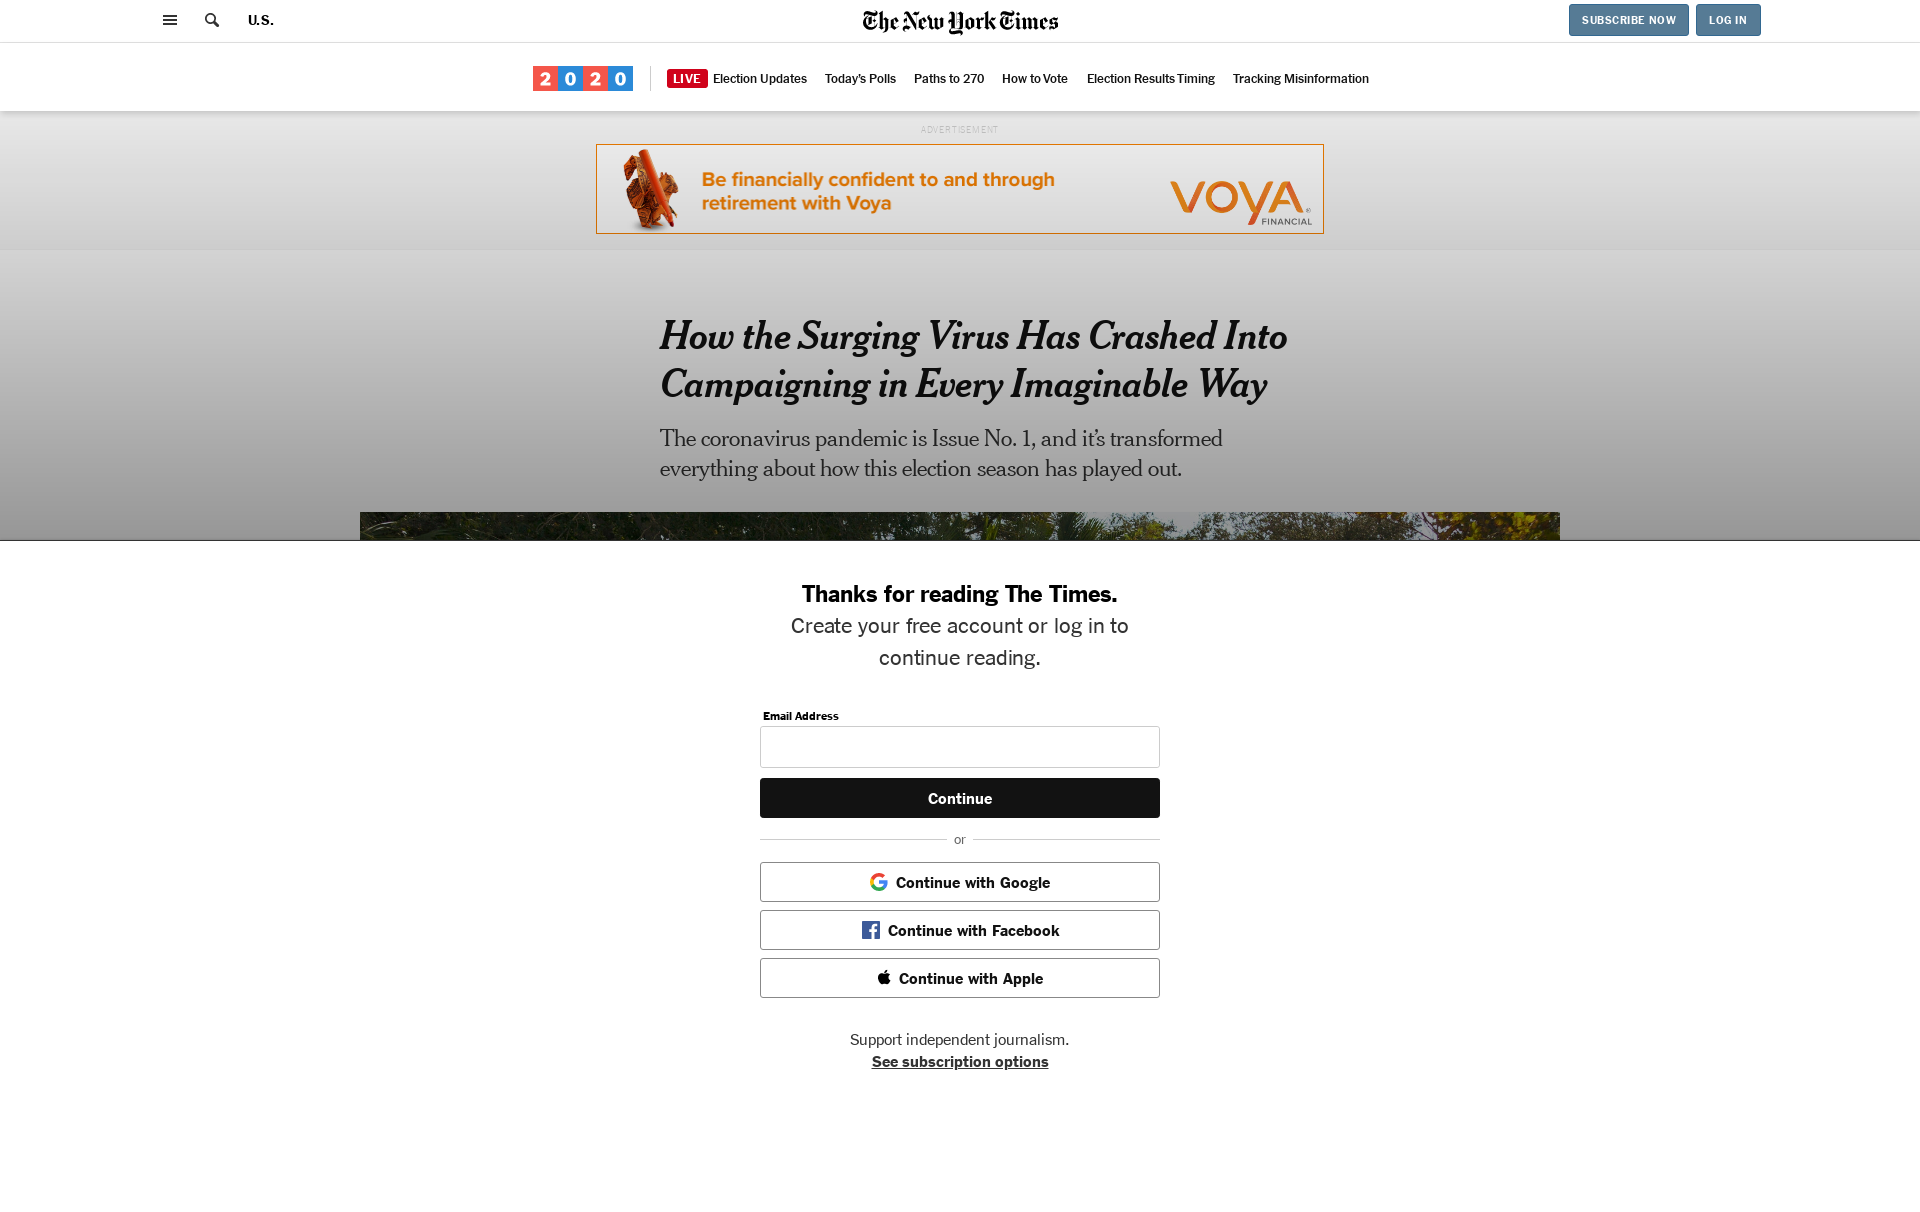 U.S.
The New York Times
SUBSCRIBE NOW
LOG IN
2020
LIVE Election Updates
Today's Polls
Paths to 270
How to Vote
Election Results Timing
Tracking Misinformation
ADVERTISEMENT
Be financially confident to and through
retirement with Voya
VOYA®
FINANCIAL
How the Surging Virus Has Crashed Into
Campaigning in Every Imaginable Way
The coronavirus pandemic is Issue No. 1, and it’s transformed
everything about how this election season has played out.
Thanks for reading The Times.
Create your free account or log in to
continue reading.
Email Address
Continue
or
Continue with Google
Continue with Facebook
Continue with Apple
Support independent journalism.
See subscription options